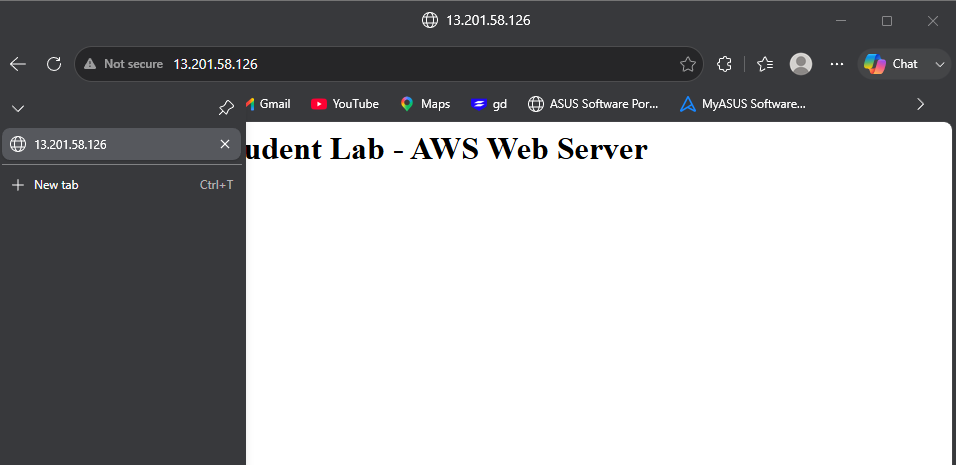 13.201.58.126
Not secure 13.201.58.126 Chat
Gmail YouTube Maps gd ASUS Software Por... MyASUS Software...
13.201.58.126
udent Lab - AWS Web Server
New tab Ctrl+T